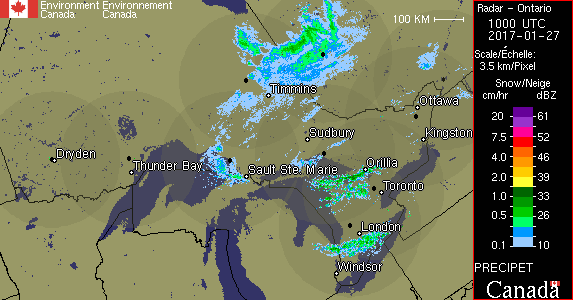 Environment Environnement
Canada Canada
100 KM
Timmins
Ottawa
Sudbury
Kingston
Dryden
Thunder Bay
Sault Ste. Marie
Orillia
Toronto
London
Windsor
Radar - Ontario
1000 UTC
2017-01-27
Scale/Échelle:
3.5 km/Pixel
Snow/Neige
cm/hr dBZ
20 61
7.5 57
5.0 52
4.0 46
2.0 39
1.0 33
0.5 26
0.1 10
PRECIPET
Canada